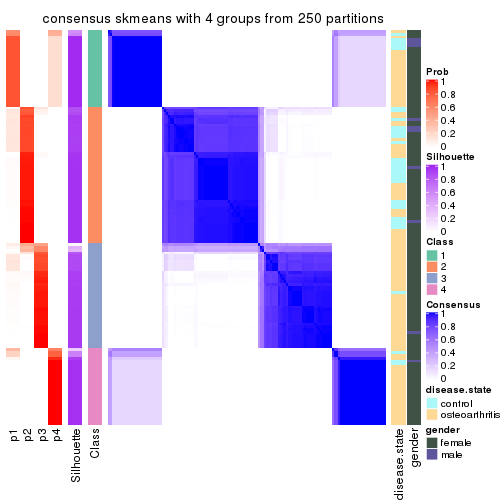 consensus skmeans with 4 groups from 250 partitions
Prob
1
0.8
0.6
0.4
0.2
0
Silhouette
1
0.8
0.6
0.4
0.2
0
Class
1
2
3
4
Consensus
1
0.8
0.6
0.4
0.2
0
disease.state
control
osteoarthritis
gender
female
male
p1
p2
p3
p4
Silhouette
Class
disease.state
gender